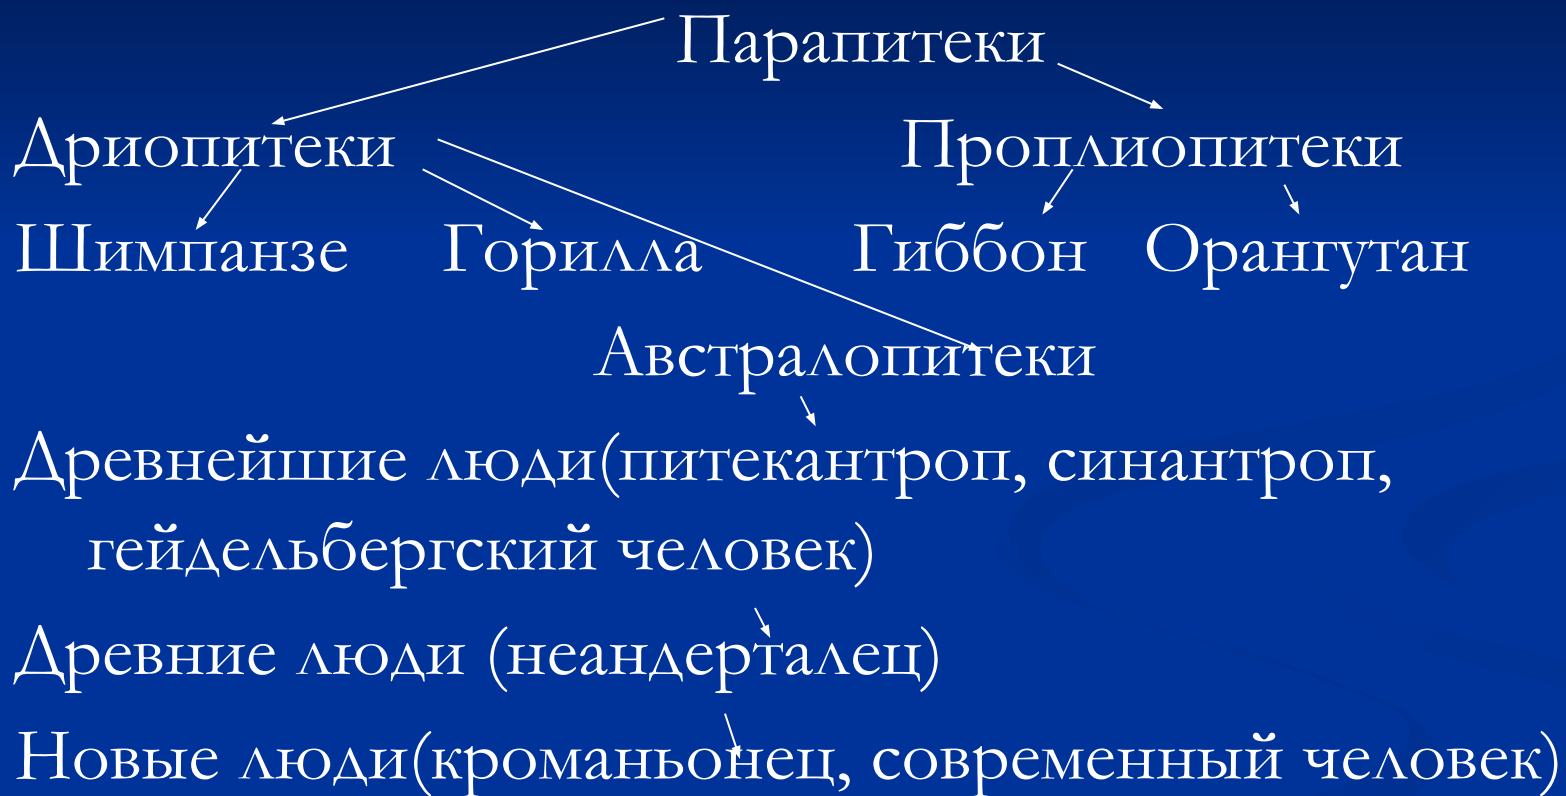 Парапитеки
Дриопитеки Проплиопитеки
Шимпанзе Горилла Гиббон Орангутан
Австралопитеки
Древнейшие люди(питекантроп, синантроп,
гейдельбергский человек)
Древние люди (неандерталец)
Новые люди(кроманьонец, современный человек)